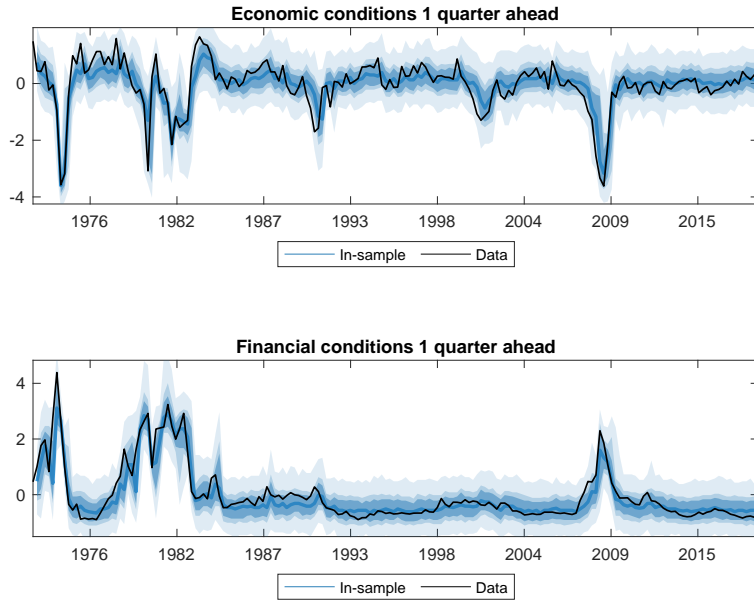 Economic conditions 1 quarter ahead
0
-2
-4
1976 1982 1987 1993 1998 2004 2009 2015
In-sample Data
Financial conditions 1 quarter ahead
4
2
0
1976 1982 1987 1993 1998 2004 2009 2015
In-sample Data